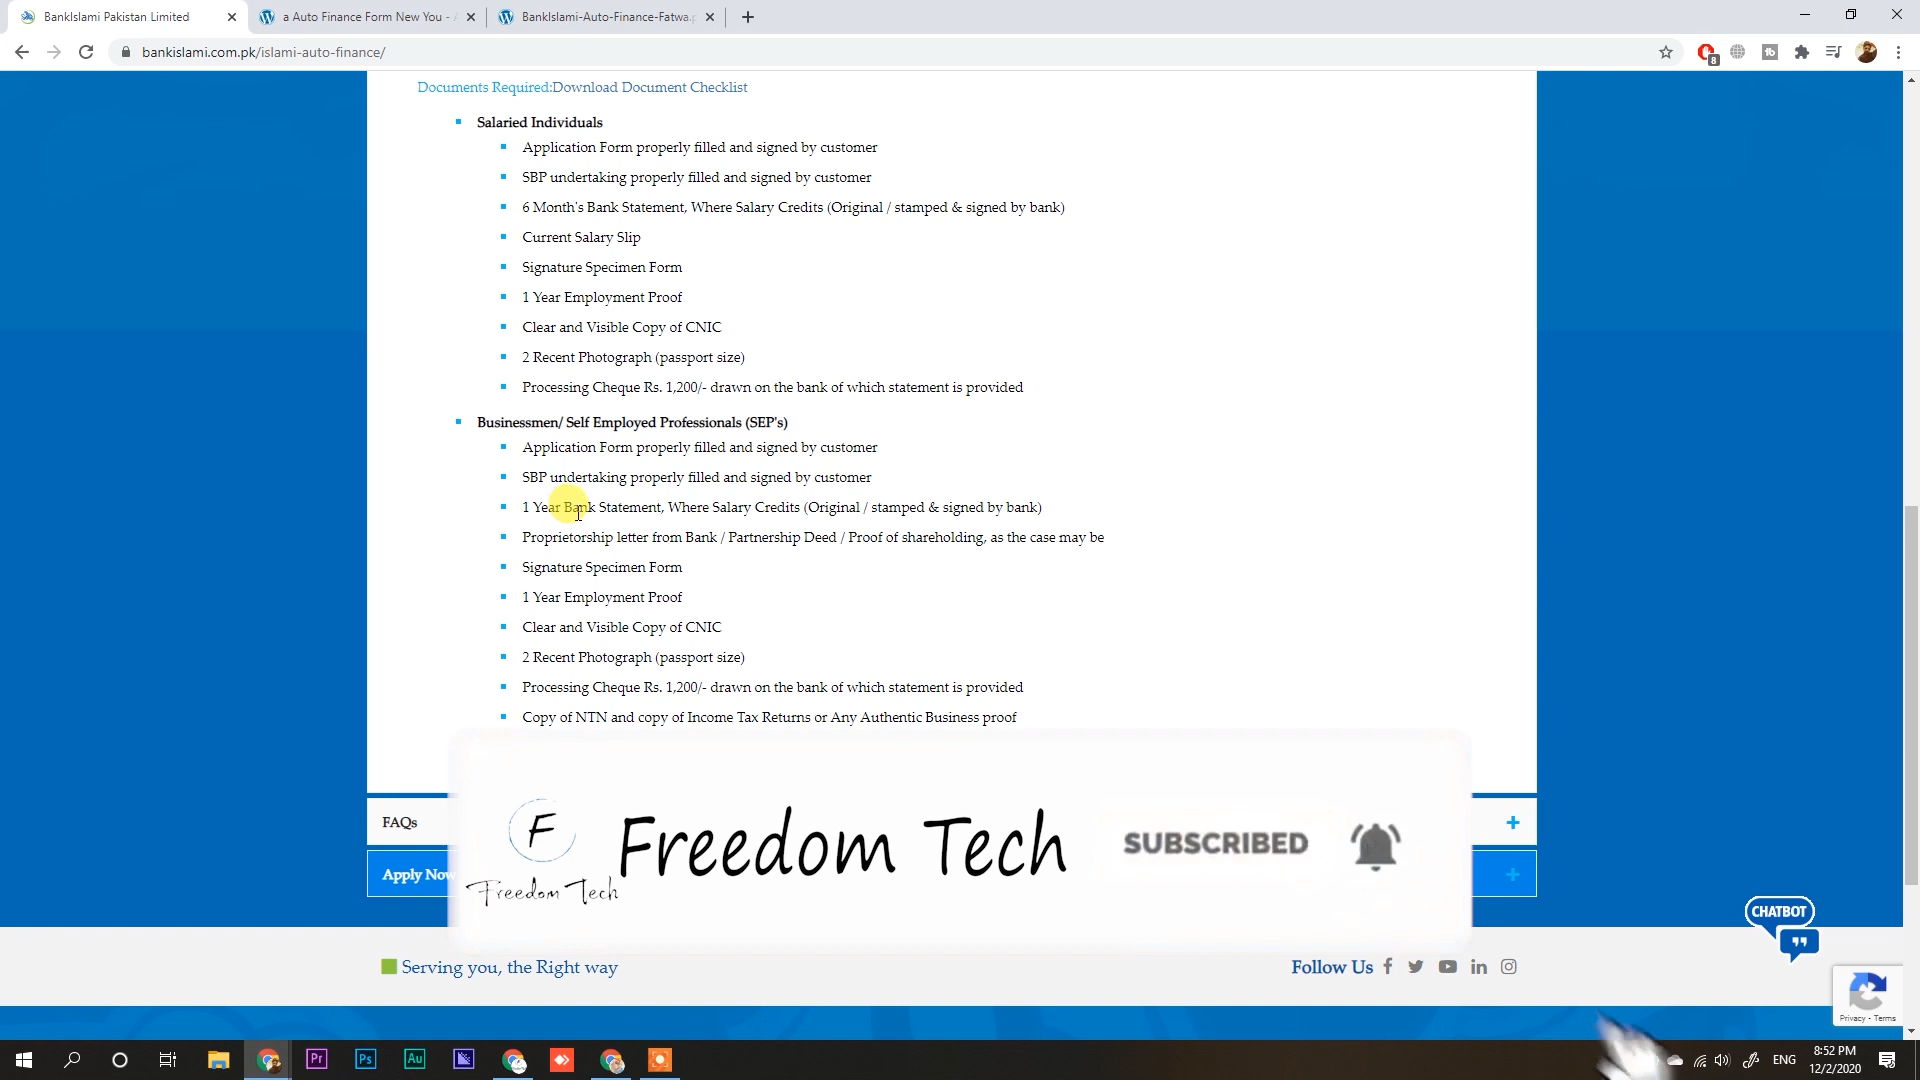 BankIslami Pakistan Limited
a Auto Finance Form New You - A
BankIslami-Auto-Finance-Fatwa.p
bankislami.com.pk/islami-auto-finance/
8
Documents Required:Download Document Checklist
Salaried Individuals
Application Form properly filled and signed by customer
SBP undertaking properly filled and signed by customer
6 Month's Bank Statement, Where Salary Credits (Original / stamped & signed by bank)
Current Salary Slip
Signature Specimen Form
1 Year Employment Proof
Clear and Visible Copy of CNIC
2 Recent Photograph (passport size)
Processing Cheque Rs. 1,200/- drawn on the bank of which statement is provided
Businessmen/ Self Employed Professionals (SEP's)
Application Form properly filled and signed by customer
SBP undertaking properly filled and signed by customer
1 Year Bank Statement, Where Salary Credits (Original / stamped & signed by bank)
Proprietorship letter from Bank / Partnership Deed / Proof of shareholding, as the case may be
Signature Specimen Form
1 Year Employment Proof
Clear and Visible Copy of CNIC
2 Recent Photograph (passport size)
Processing Cheque Rs. 1,200/- drawn on the bank of which statement is provided
Copy of NTN and copy of Income Tax Returns or Any Authentic Business proof
FAQs
Apply Now
F
Freedom Tech
Freedom Tech
SUBSCRIBED
CHATBOT
Serving you, the Right way
Follow Us
Privacy - Terms
Pr
Ps
Au
ENG
8:52 PM
12/2/2020